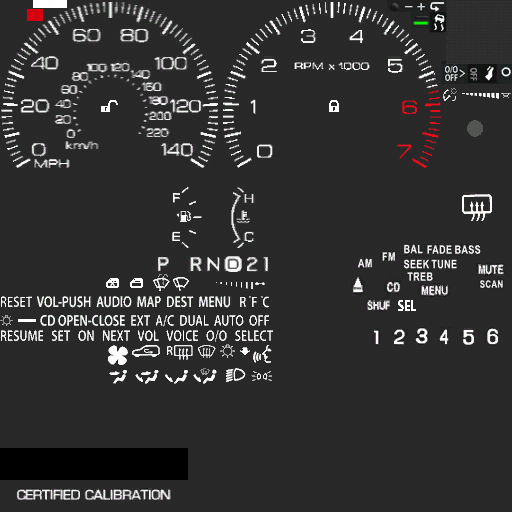 60 80
40 100
20 120
0 140
MPH
100 120
80 140
60 160
40 180
20 200
0 220
km/h
3 4
2 5
RPM x 1000
1 6
0 7
O/O
OFF
OFF
F H
E C
P RND21
BAL FADE BASS
AM FM
SEEK TUNE
TREB
MUTE
CD MENU
SCAN
SHUF SEL
RESET VOL-PUSH AUDIO MAP DEST MENU R °F °C
CD OPEN-CLOSE EXT A/C DUAL AUTO OFF
RESUME SET ON NEXT VOL VOICE O/O SELECT
R
1 2 3 4 5 6
CERTIFIED CALIBRATION